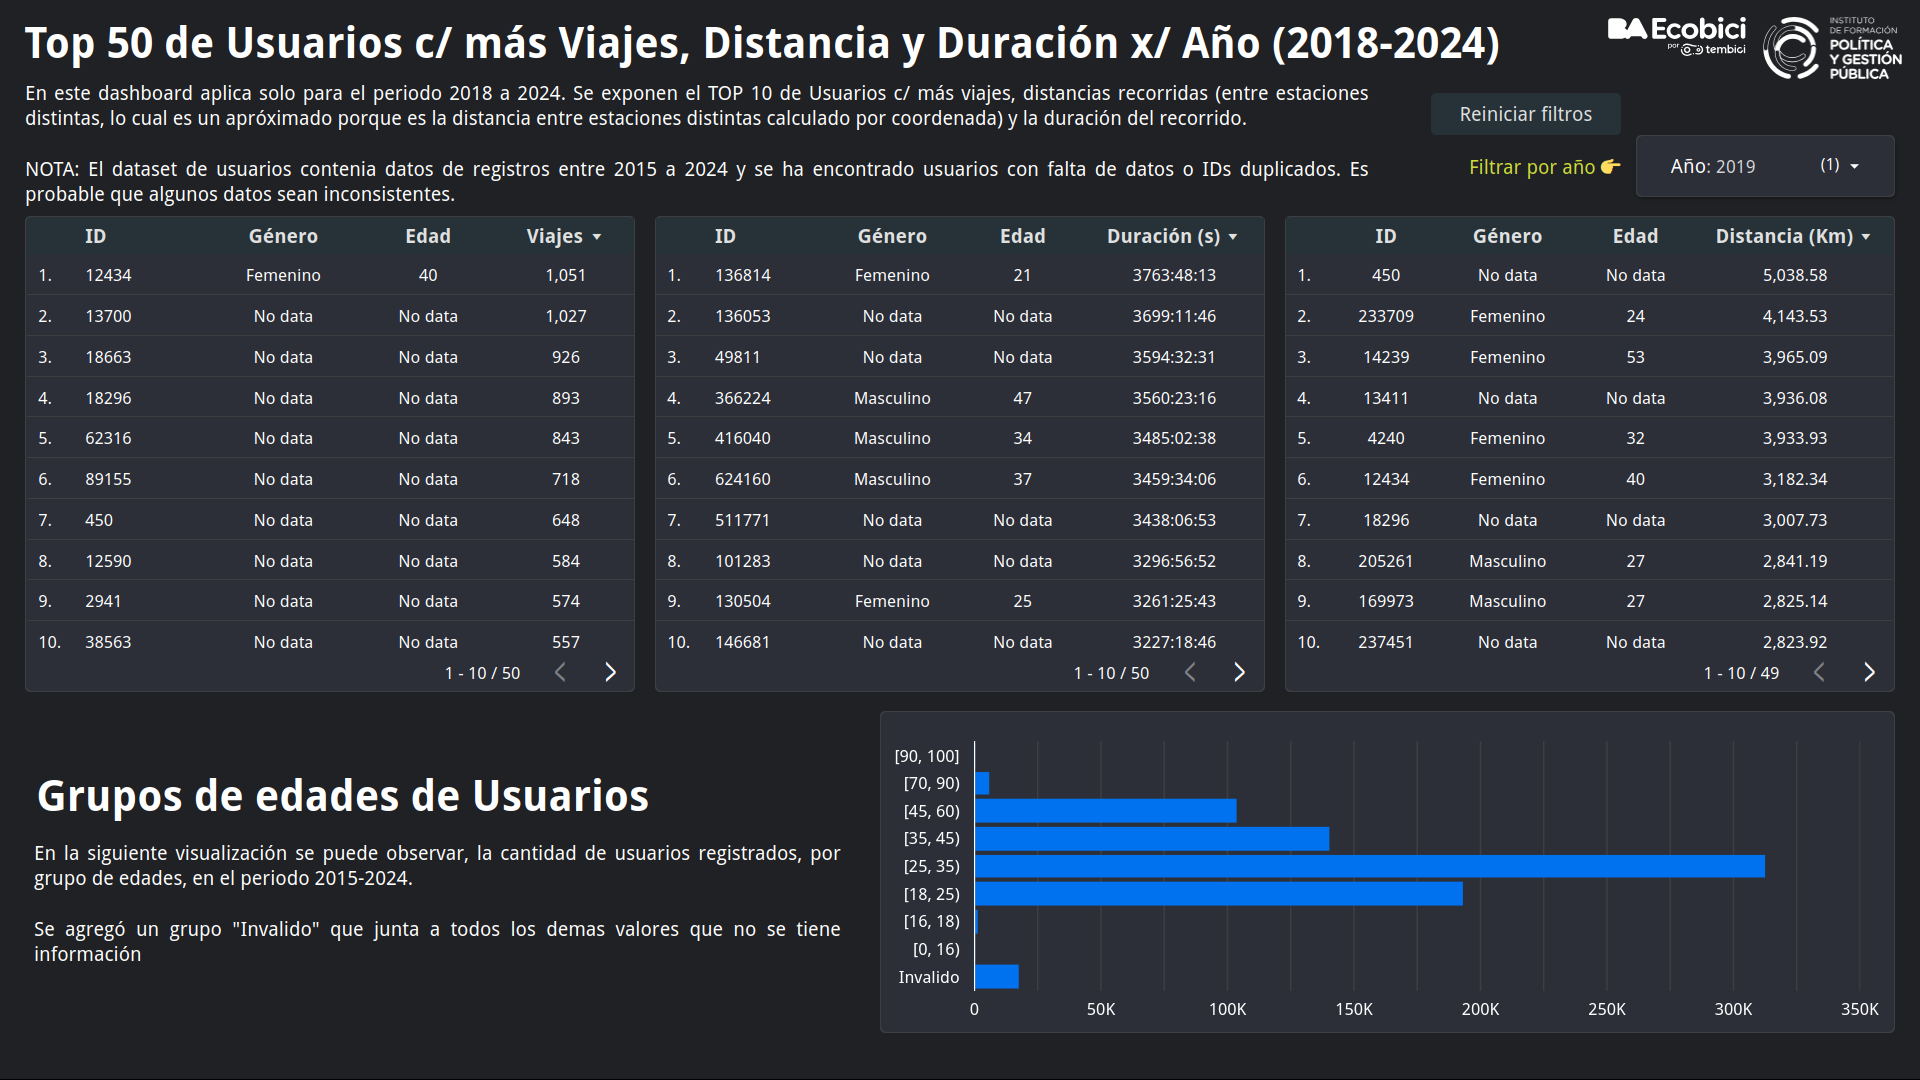 Top 50 de Usuarios c/ más Viajes, Distancia y Duración x/ Año (2018-2024)
BA Ecobici
por tembici
INSTITUTO
DE FORMACIÓN
POLÍTICA
Y GESTIÓN
PÚBLICA
En este dashboard aplica solo para el periodo 2018 a 2024. Se exponen el TOP 10 de Usuarios c/ más viajes, distancias recorridas (entre estaciones
distintas, lo cual es un apróximado porque es la distancia entre estaciones distintas calculado por coordenada) y la duración del recorrido.
NOTA: El dataset de usuarios contenia datos de registros entre 2015 a 2024 y se ha encontrado usuarios con falta de datos o IDs duplicados. Es
probable que algunos datos sean inconsistentes.
Reiniciar filtros
Filtrar por año 👉
Año: 2019 (1)
ID Género Edad Viajes
1. 12434 Femenino 40 1,051
2. 13700 No data No data 1,027
3. 18663 No data No data 926
4. 18296 No data No data 893
5. 62316 No data No data 843
6. 89155 No data No data 718
7. 450 No data No data 648
8. 12590 No data No data 584
9. 2941 No data No data 574
10. 38563 No data No data 557
1 - 10 / 50
ID Género Edad Duración (s)
1. 136814 Femenino 21 3763:48:13
2. 136053 No data No data 3699:11:46
3. 49811 No data No data 3594:32:31
4. 366224 Masculino 47 3560:23:16
5. 416040 Masculino 34 3485:02:38
6. 624160 Masculino 37 3459:34:06
7. 511771 No data No data 3438:06:53
8. 101283 No data No data 3296:56:52
9. 130504 Femenino 25 3261:25:43
10. 146681 No data No data 3227:18:46
1 - 10 / 50
ID Género Edad Distancia (Km)
1. 450 No data No data 5,038.58
2. 233709 Femenino 24 4,143.53
3. 14239 Femenino 53 3,965.09
4. 13411 No data No data 3,936.08
5. 4240 Femenino 32 3,933.93
6. 12434 Femenino 40 3,182.34
7. 18296 No data No data 3,007.73
8. 205261 Masculino 27 2,841.19
9. 169973 Masculino 27 2,825.14
10. 237451 No data No data 2,823.92
1 - 10 / 49
Grupos de edades de Usuarios
En la siguiente visualización se puede observar, la cantidad de usuarios registrados, por
grupo de edades, en el periodo 2015-2024.
Se agregó un grupo "Invalido" que junta a todos los demas valores que no se tiene
información
[90, 100]
[70, 90)
[45, 60)
[35, 45)
[25, 35)
[18, 25)
[16, 18)
[0, 16)
Invalido
0 50K 100K 150K 200K 250K 300K 350K